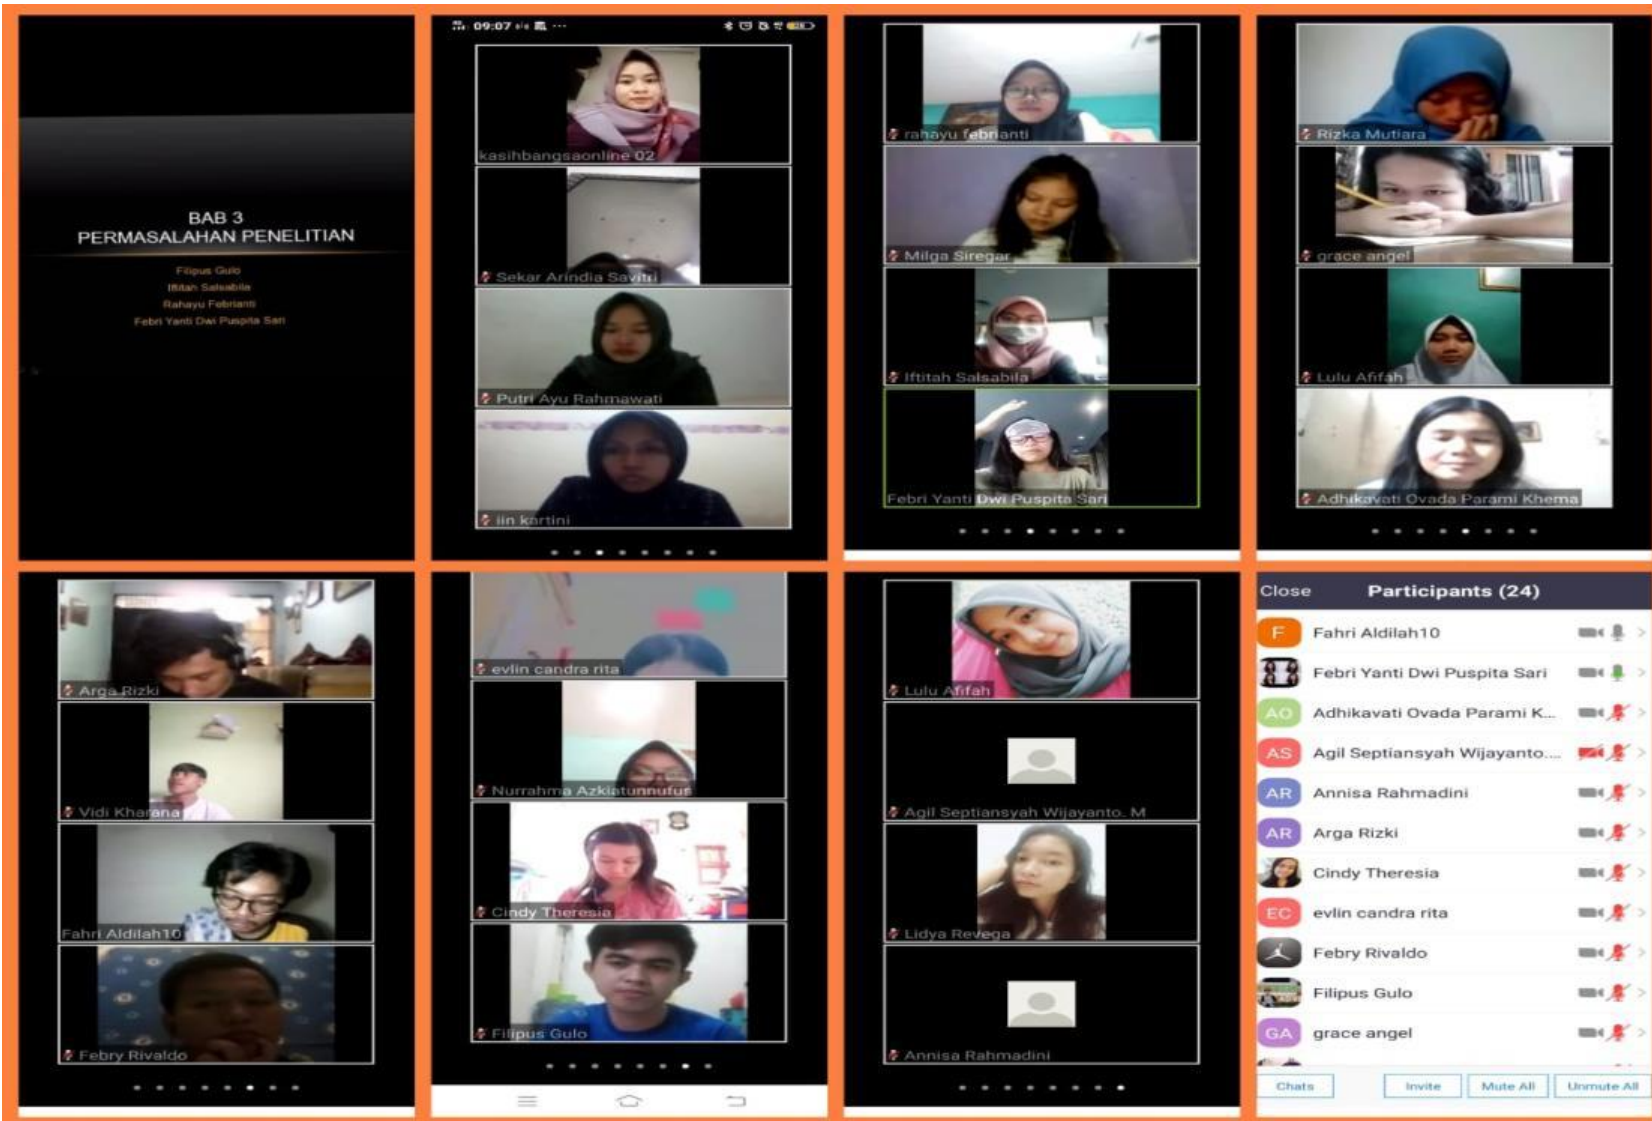 BAB 3
PERMASALAHAN PENELITIAN
Filipus Gulo
Iftitah Salsabila
Rahayu Febrianti
Febri Yanti Dwi Puspita Sari
09:07
kasihbangsaonline 02
Sekar Arindia Savitri
Putri Ayu Rahmawati
iin kartini
rahayu febrianti
Milga Siregar
Iftitah Salsabila
Febri Yanti Dwi Puspita Sari
Rizka Mutiara
grace angel
Lulu Afifah
Adhikavati Ovada Parami Khema
Arga Rizki
Vidi Kharana
Fahri Aldilah10
Febry Rivaldo
evlin candra rita
Nurrahma Azkiatunnufus
Cindy Theresia
Filipus Gulo
Lulu Afifah
Agil Septiansyah Wijayanto. M
Lidya Revega
Annisa Rahmadini
Close Participants (24)
F Fahri Aldilah10
Febri Yanti Dwi Puspita Sari
AO Adhikavati Ovada Parami K...
AS Agil Septiansyah Wijayanto....
AR Annisa Rahmadini
AR Arga Rizki
Cindy Theresia
EC evlin candra rita
Febry Rivaldo
Filipus Gulo
GA grace angel
Chats Invite Mute All Unmute All